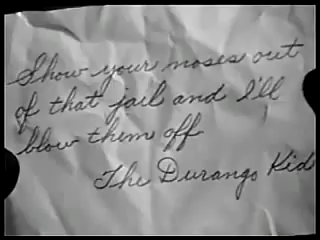 Show your noses out
of that jail and I'll
blow them off
The Durango Kid